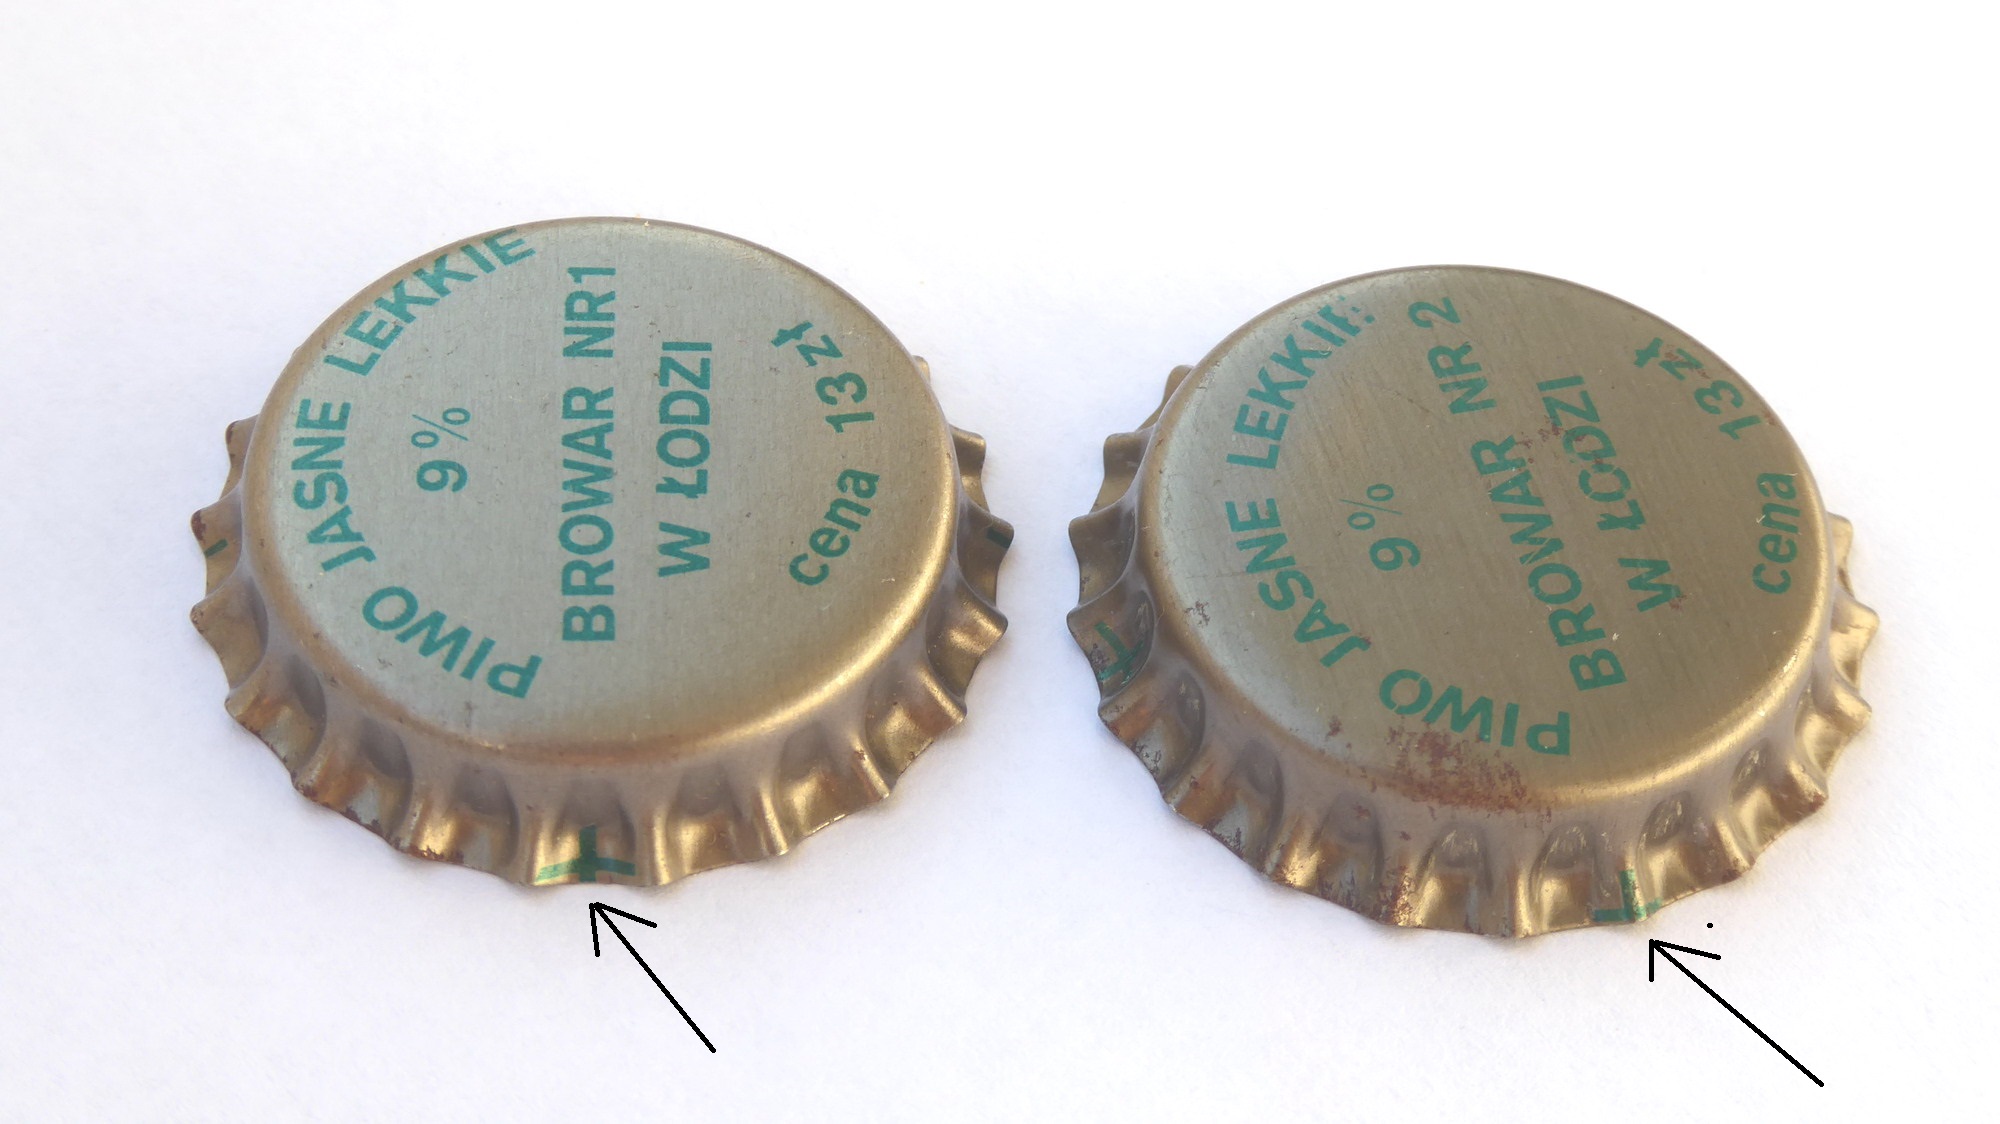 PIWO JASNE LEKKIE
9%
BROWAR NR1
W ŁODZI
cena 13 zł
PIWO JASNE LEKKIE
9%
BROWAR NR 2
W ŁODZI
cena 13 zł